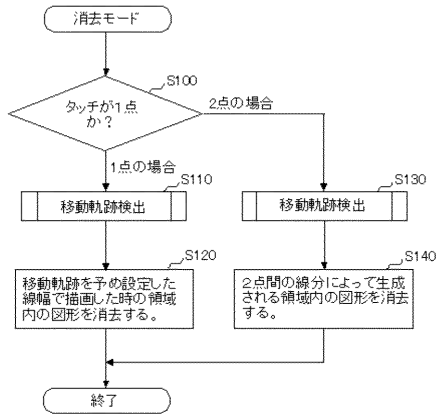 消去モード
S100
タッチが1点
か?
2点の場合
1点の場合
S110
移動軌跡検出
S130
移動軌跡検出
S120
移動軌跡を予め設定した
線幅で描画した時の領域
内の図形を消去する。
S140
2点間の線分によって生成
される領域内の図形を消去
する。
終了